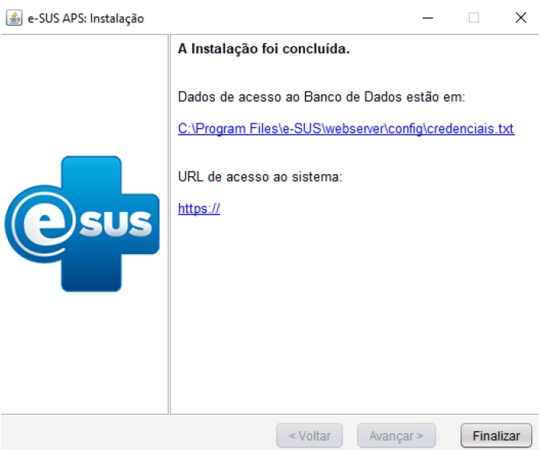 e-SUS APS: Instalação
A Instalação foi concluída.
Dados de acesso ao Banco de Dados estão em:
C:\Program Files\e-SUS\webserver\config\credenciais.txt
URL de acesso ao sistema:
https://
e sus
< Voltar
Avançar >
Finalizar